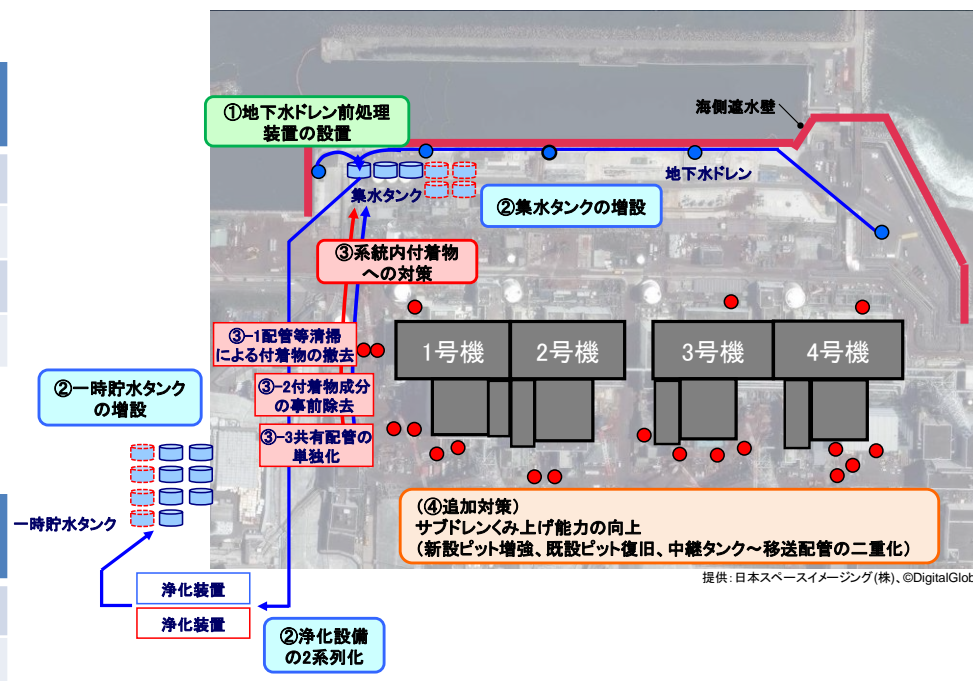 ①地下水ドレン前処理
装置の設置
海側遮水壁
地下水ドレン
集水タンク
②集水タンクの増設
③系統内付着物
への対策
③-1配管等清掃
による付着物の撤去
1号機
2号機
3号機
4号機
②一時貯水タンク
の増設
③-2付着物成分
の事前除去
③-3共有配管の
単独化
一時貯水タンク
(④追加対策)
サブドレンくみ上げ能力の向上
(新設ピット増強、既設ピット復旧、中継タンク～移送配管の二重化)
提供：日本スペースイメージング(株)、©DigitalGlob
浄化装置
浄化装置
②浄化設備
の2系列化